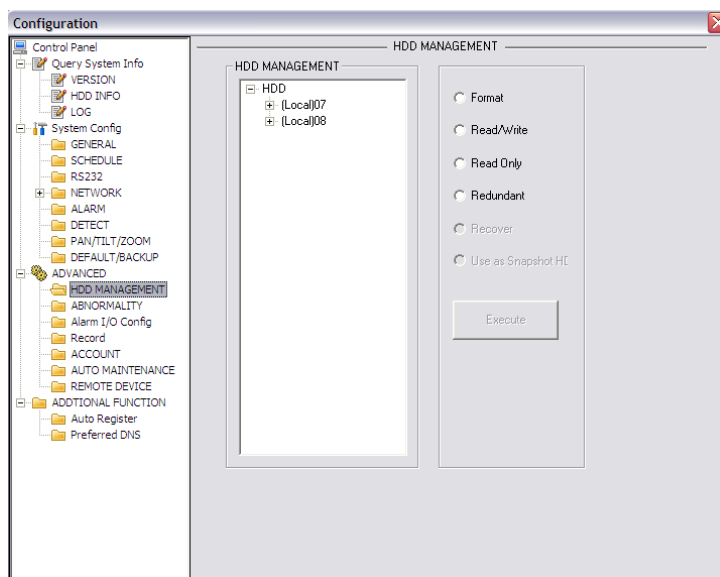 Configuration
Control Panel
Query System Info
VERSION
HDD INFO
LOG
System Config
GENERAL
SCHEDULE
RS232
NETWORK
ALARM
DETECT
PAN/TILT/ZOOM
DEFAULT/BACKUP
ADVANCED
HDD MANAGEMENT
ABNORMALITY
Alarm I/O Config
Record
ACCOUNT
AUTO MAINTENANCE
REMOTE DEVICE
ADDTIONAL FUNCTION
Auto Register
Preferred DNS
HDD MANAGEMENT
HDD MANAGEMENT
HDD
(Local)07
(Local)08
Format
Read/Write
Read Only
Redundant
Recover
Use as Snapshot HD
Execute